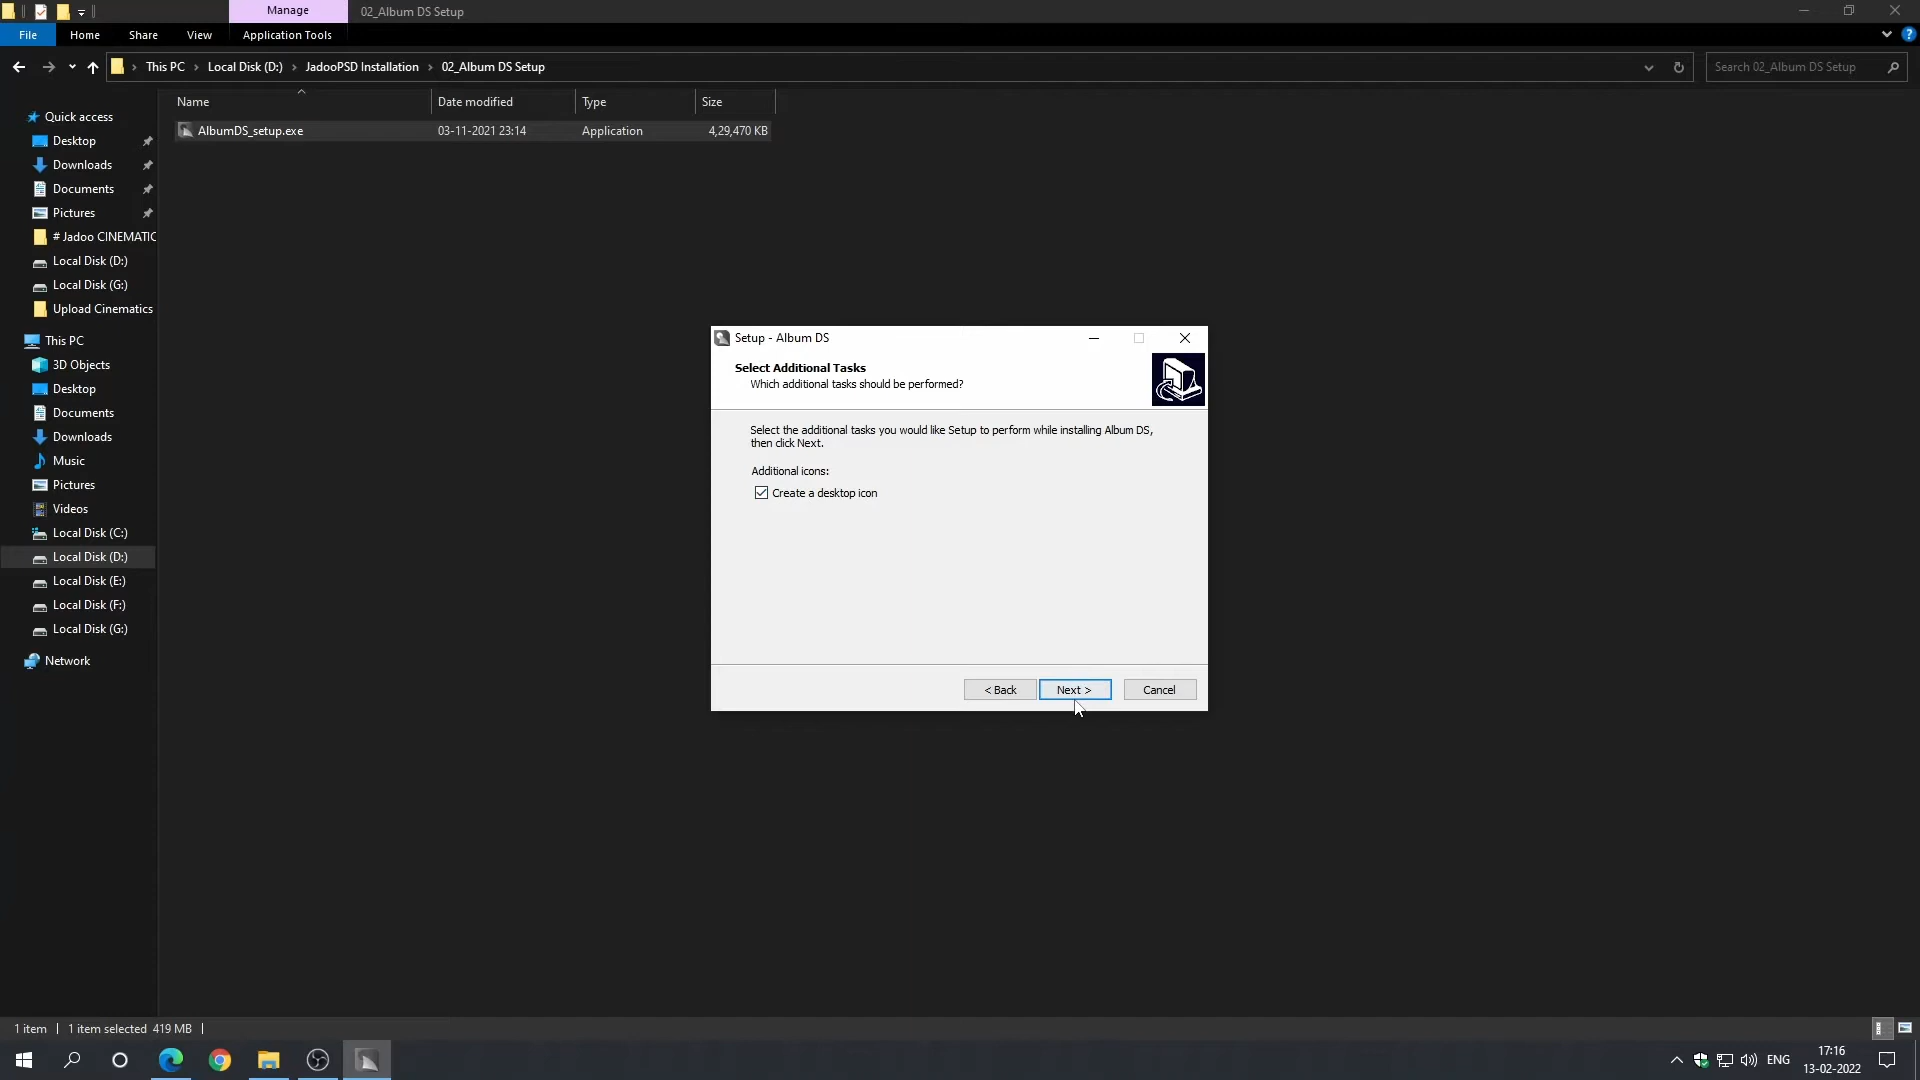 Manage
02_Album DS Setup
File
Home
Share
View
Application Tools
This PC
Local Disk (D:)
JadooPSD Installation
02_Album DS Setup
Search 02_Album DS Setup
Name
Date modified
Type
Size
AlbumDS_setup.exe
03-11-2021 23:14
Application
4,29,470 KB
Quick access
Desktop
Downloads
Documents
Pictures
# Jadoo CINEMATIC
Local Disk (D:)
Local Disk (G:)
Upload Cinematics
This PC
3D Objects
Desktop
Documents
Downloads
Music
Pictures
Videos
Local Disk (C:)
Local Disk (D:)
Local Disk (E:)
Local Disk (F:)
Local Disk (G:)
Network
Setup - Album DS
Select Additional Tasks
Which additional tasks should be performed?
Select the additional tasks you would like Setup to perform while installing Album DS,
then click Next.
Additional icons:
Create a desktop icon
< Back
Next >
Cancel
1 item
1 item selected 419 MB
ENG
17:16
13-02-2022